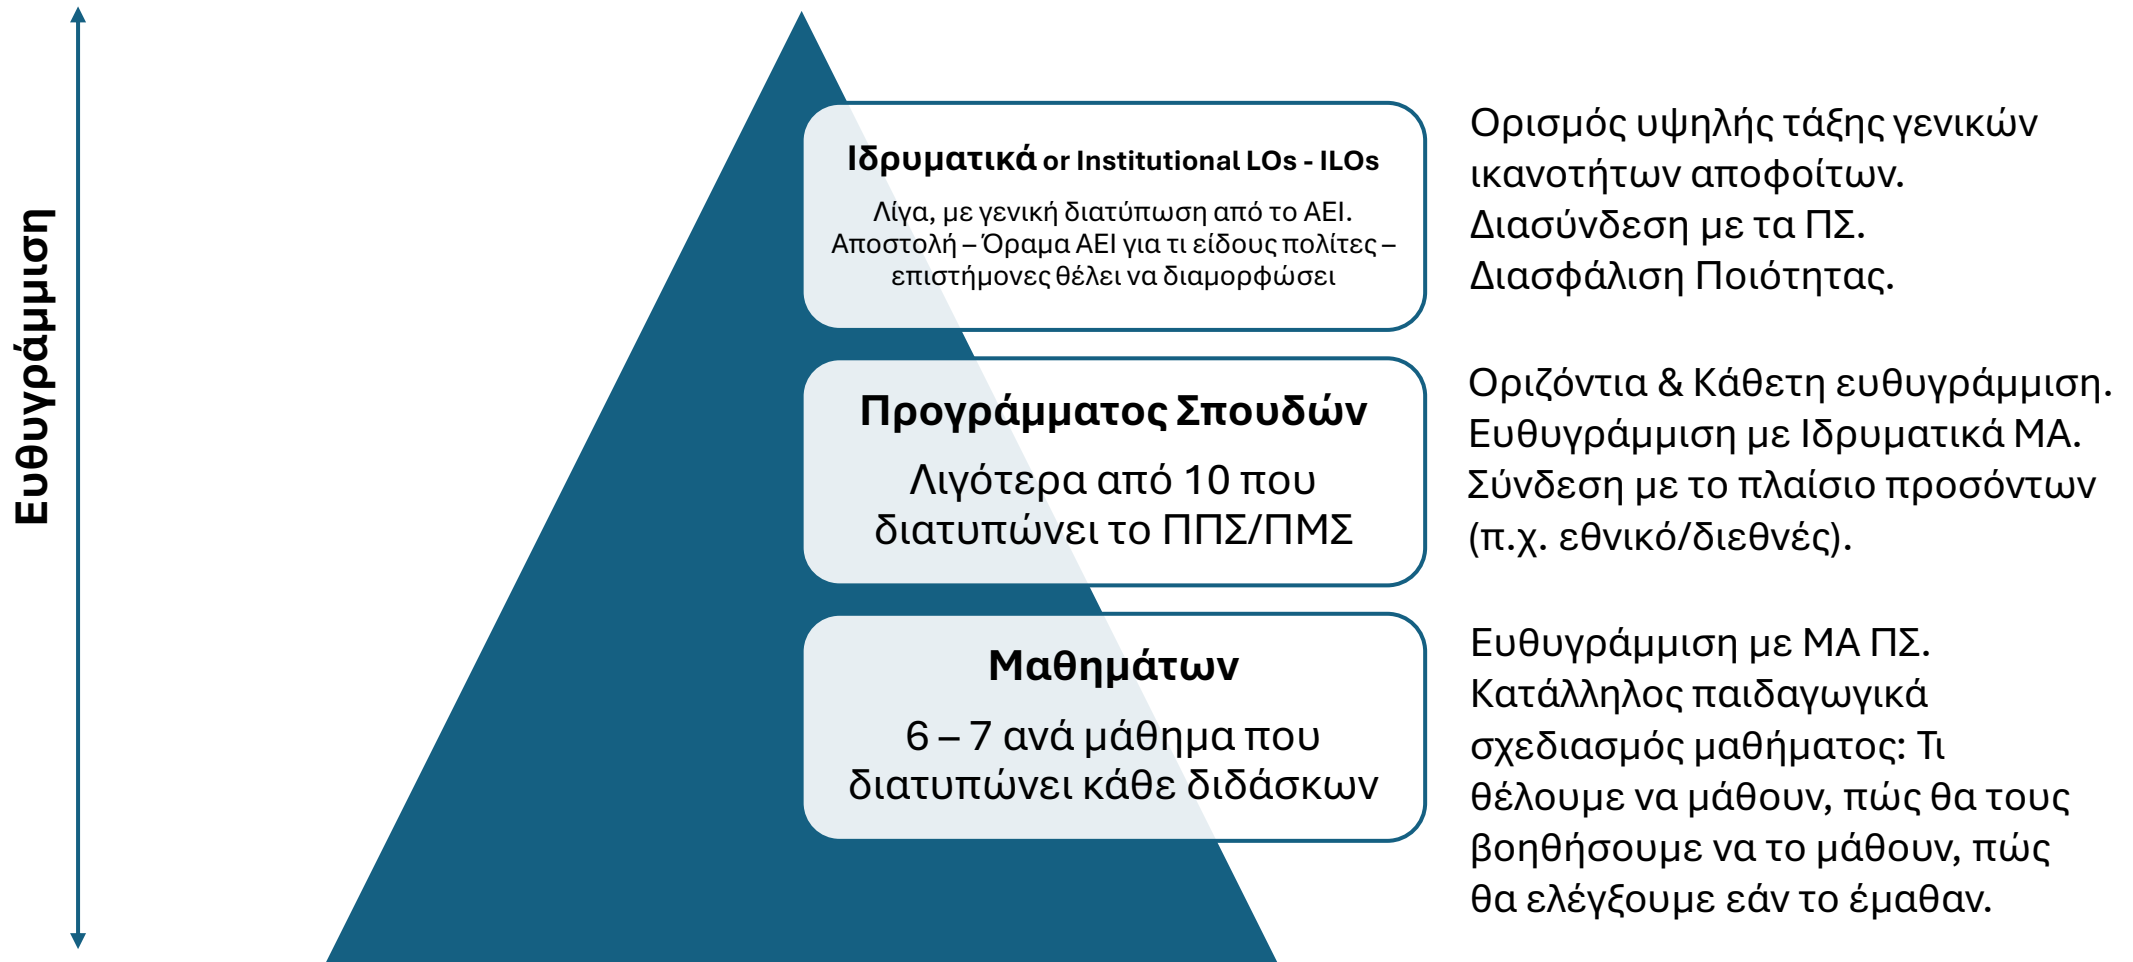 Ευθυγράμμιση
Ιδρυματικά or Institutional LOs - ILOs
Λίγα, με γενική διατύπωση από το ΑΕΙ.
Αποστολή – Όραμα ΑΕΙ για τι είδους πολίτες –
επιστήμονες θέλει να διαμορφώσει
Ορισμός υψηλής τάξης γενικών
ικανοτήτων αποφοίτων.
Διασύνδεση με τα ΠΣ.
Διασφάλιση Ποιότητας.
Προγράμματος Σπουδών
Λιγότερα από 10 που
διατυπώνει το ΠΠΣ/ΠΜΣ
Οριζόντια & Κάθετη ευθυγράμμιση.
Ευθυγράμμιση με Ιδρυματικά ΜΑ.
Σύνδεση με το πλαίσιο προσόντων
(π.χ. εθνικό/διεθνές).
Μαθημάτων
6 – 7 ανά μάθημα που
διατυπώνει κάθε διδάσκων
Ευθυγράμμιση με ΜΑ ΠΣ.
Κατάλληλος παιδαγωγικά
σχεδιασμός μαθήματος: Τι
θέλουμε να μάθουν, πώς θα τους
βοηθήσουμε να το μάθουν, πώς
θα ελέγξουμε εάν το έμαθαν.